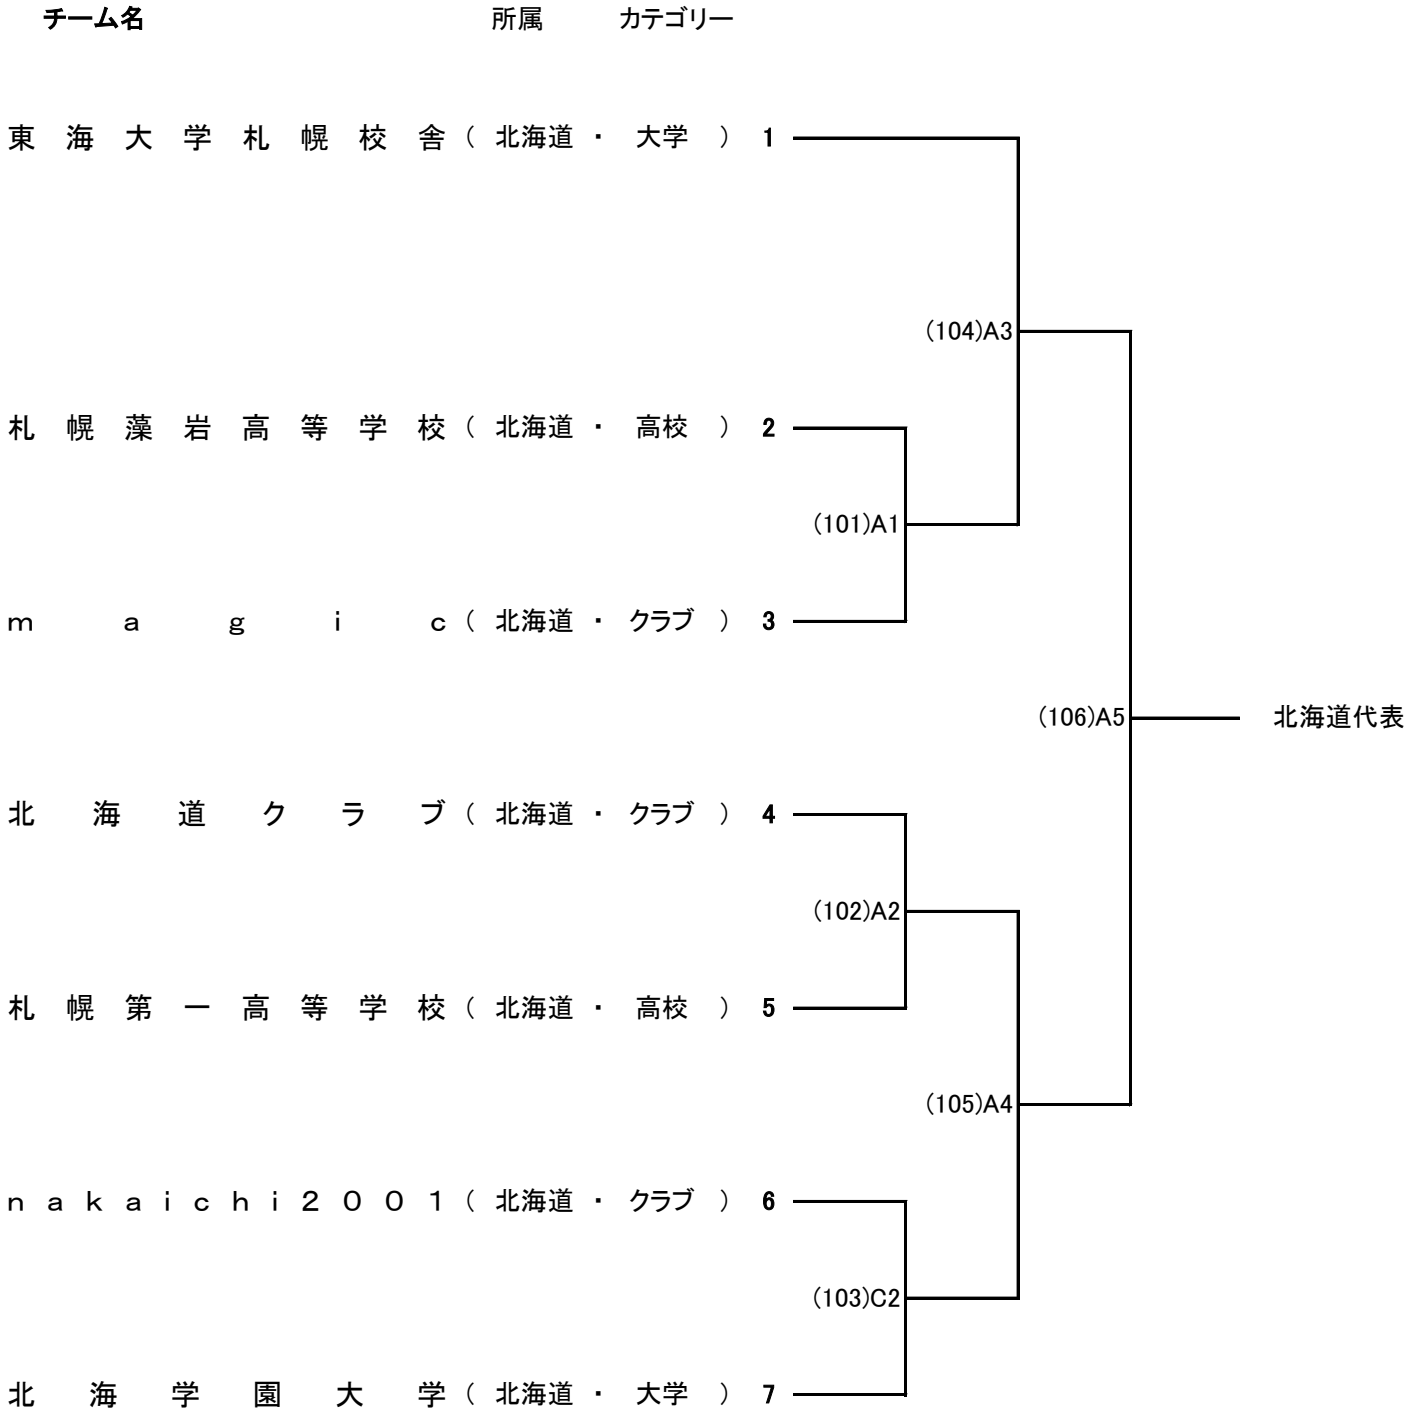 チーム名 所属 カテゴリー
東海大学札幌校舎 ( 北海道 ・ 大学 ) 1
(104)A3
札幌藻岩高等学校 ( 北海道 ・ 高校 ) 2
(101)A1
magic ( 北海道 ・ クラブ ) 3
(106)A5 北海道代表
北海道クラブ ( 北海道 ・ クラブ ) 4
(102)A2
札幌第一高等学校 ( 北海道 ・ 高校 ) 5
(105)A4
nakaichi2001 ( 北海道 ・ クラブ ) 6
(103)C2
北海学園大学 ( 北海道 ・ 大学 ) 7